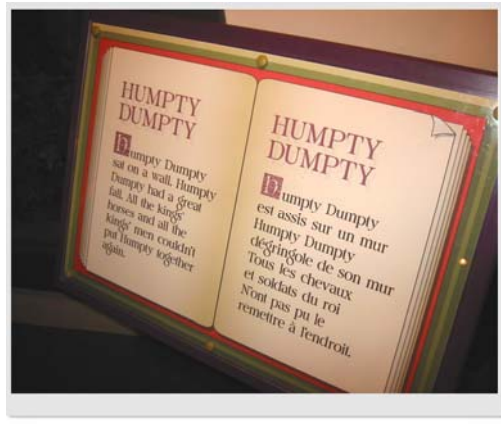 HUMPTY
DUMPTY
Humpty Dumpty
sat on a wall, Humpty
Dumpty had a great
fall. All the kings'
horses and all the
kings' men couldn't
put Humpty together
again.
HUMPTY
DUMPTY
Humpty Dunpty
est assis sur un mur
Humpty Dumpty
dégringole de son mur
Tous les chevaux
et soldats du roi
N'ont pas pu le
remettre à l'endroit.